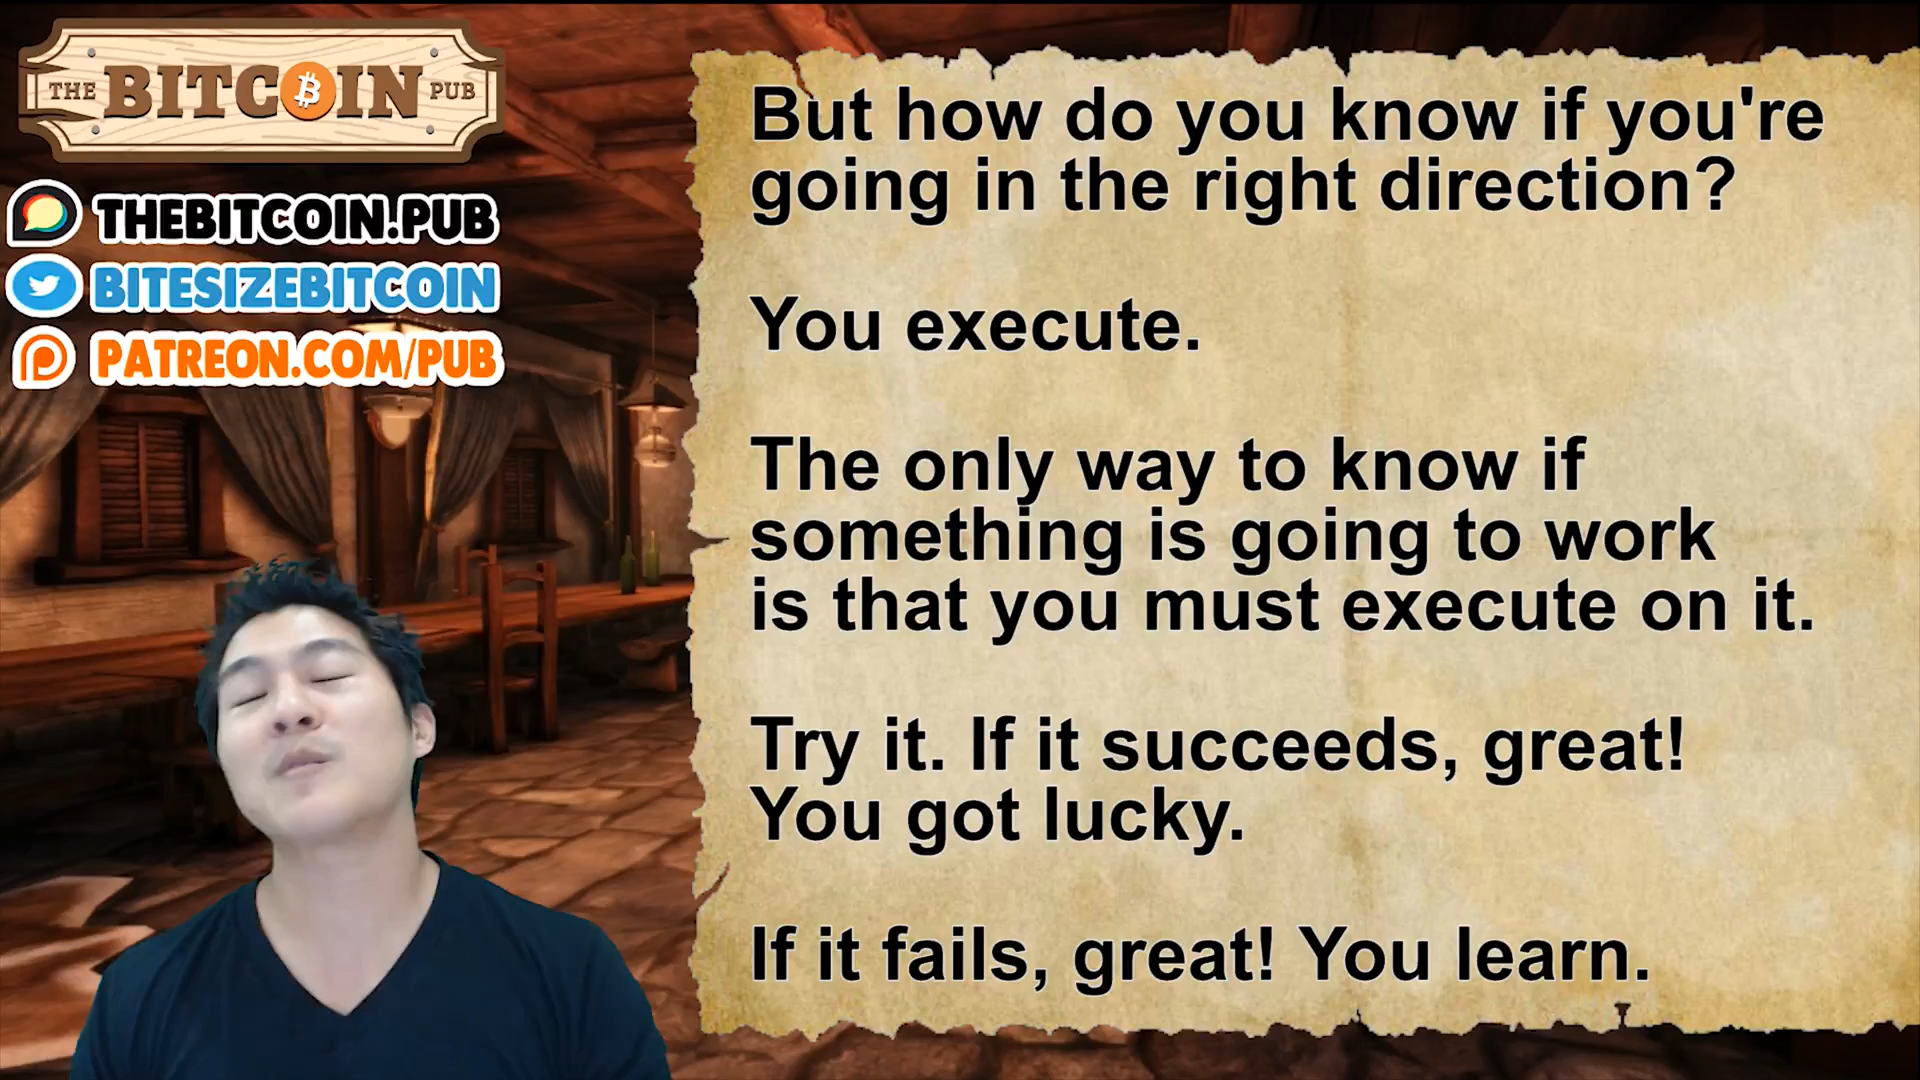 THE BITCOIN PUB
THEBITCOIN.PUB
BITESIZEBITCOIN
PATREON.COM/PUB
But how do you know if you're
going in the right direction?
You execute.
The only way to know if
something is going to work
is that you must execute on it.
Try it. If it succeeds, great!
You got lucky.
If it fails, great! You learn.